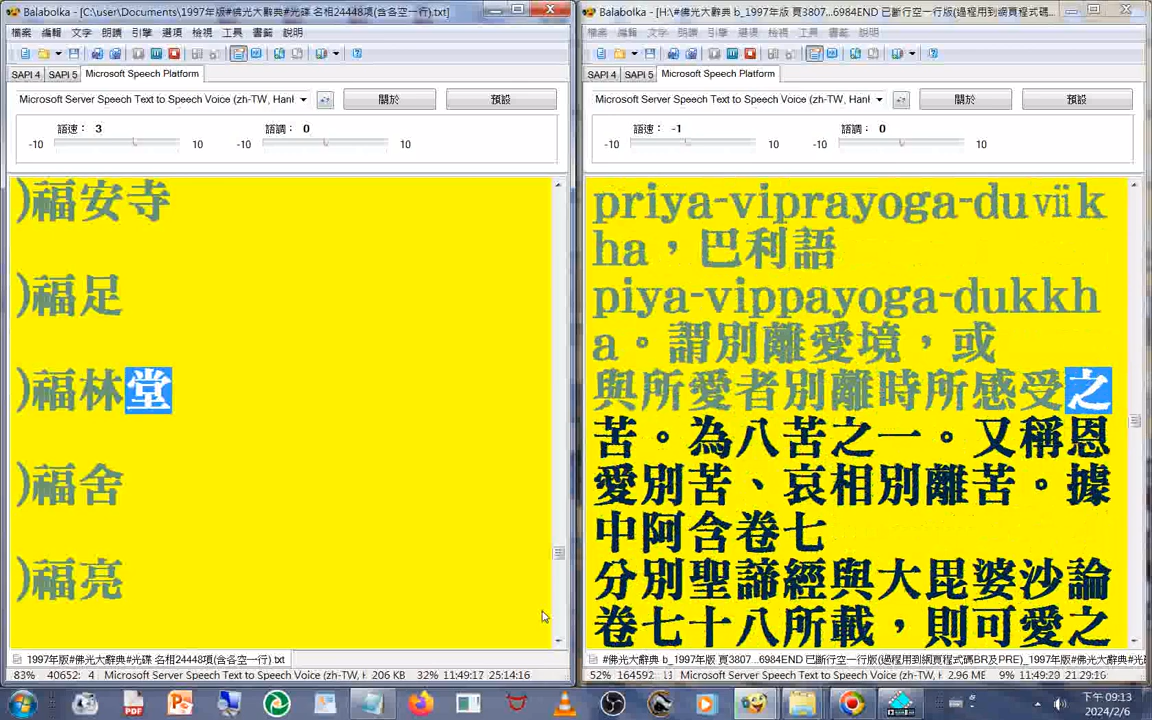 Balabolka - [C:\user\Documents\1997年版#佛光大辭典#光碟 名相24448項(含各空一行).txt]
檔案 編輯 文字 朗讀 引擎 選項 檢視 工具 書籤 說明
SAPI 4 SAPI 5 Microsoft Speech Platform
Microsoft Server Speech Text to Speech Voice (zh-TW, Han
關於 預設
語速： 3 語調： 0
-10 10 -10 10
)福安寺
)福足
)福林堂
)福舍
)福亮
1997年版#佛光大辭典#光碟 名相24448項(含各空一行).txt
83% 40652: 4 Microsoft Server Speech Text to Speech Voice (zh-TW, H 206 KB 32% 11:49:17 25:14:16
Balabolka - [H:\#佛光大辭典 b_1997年版 頁3807...6984END 已斷行空一行版(過程用到網頁程式碼
檔案 編輯 文字 朗讀 引擎 選項 檢視 工具 書籤 說明
SAPI 4 SAPI 5 Microsoft Speech Platform
Microsoft Server Speech Text to Speech Voice (zh-TW, Han
關於 預設
語速： -1 語調： 0
-10 10 -10 10
priya-viprayoga-duⅷk
ha，巴利語
piya-vippayoga-dukkh
a。謂別離愛境，或
與所愛者別離時所感受之
苦。為八苦之一。又稱恩
愛別苦、哀相別離苦。據
中阿含卷七
分別聖諦經與大毘婆沙論
卷七十八所載，則可愛之
#佛光大辭典 b_1997年版 頁3807...6984END 已斷行空一行版(過程用到網頁程式碼BR及PRE)_1997年版#光
52% 164592: Microsoft Server Speech Text to Speech Voice (zh-TW, H 2.96 ME 9% 11:49:20 21:29:16
下午 09:13
2024/2/6